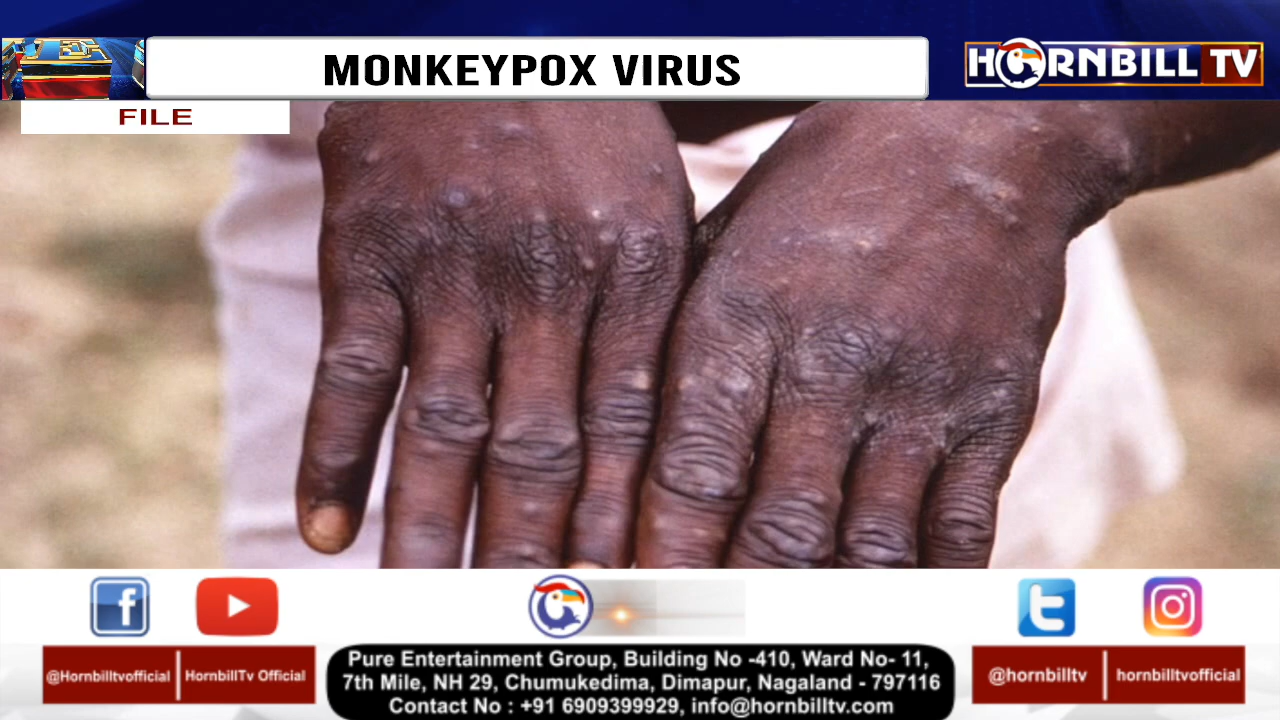 MONKEYPOX VIRUS
HORNBILL TV
FILE
@Hornbilltvofficial
HornbillTv Official
Pure Entertainment Group, Building No -410, Ward No- 11,
7th Mile, NH 29, Chumukedima, Dimapur, Nagaland - 797116
Contact No : +91 6909399929, info@hornbilltv.com
@hornbilltv
hornbilltvofficial